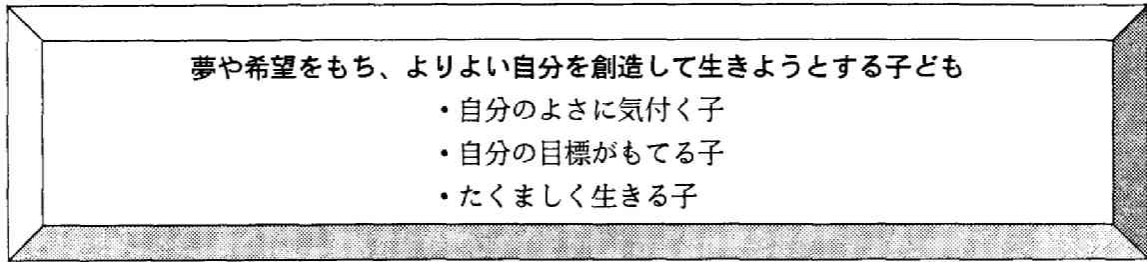 夢や希望をもち、よりよい自分を創造して生きようとする子ども
・自分のよさに気付く子
・自分の目標がもてる子
・たくましく生きる子